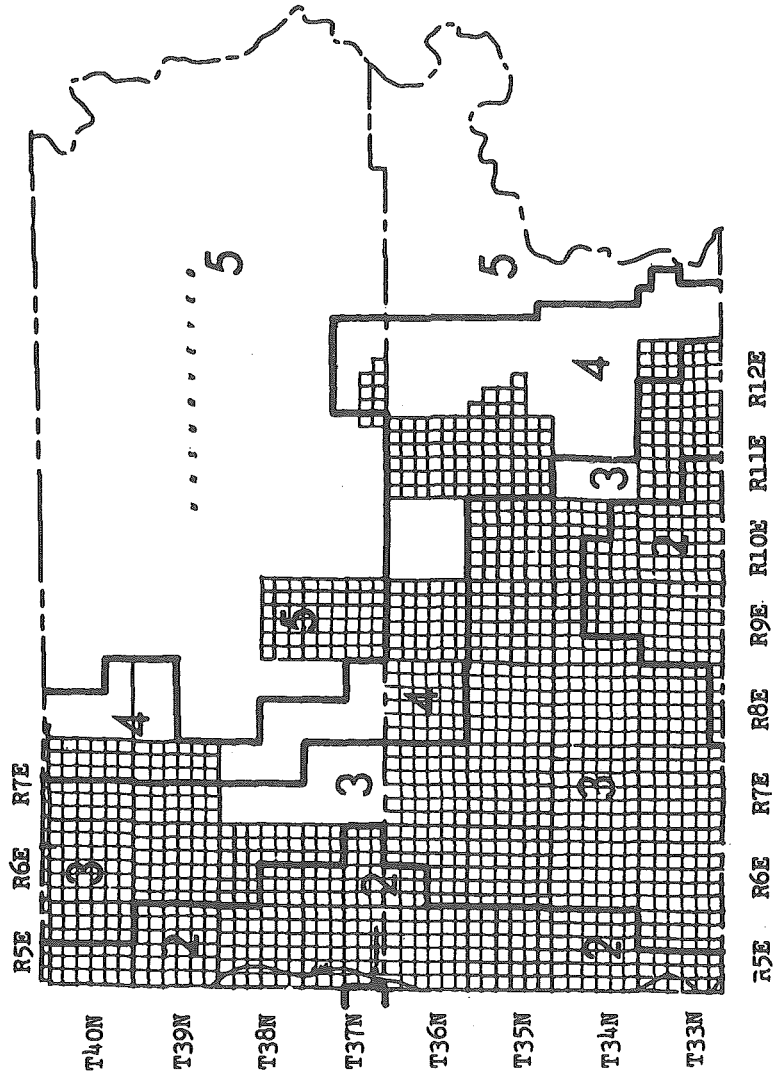 R5E R6E R7E
T40N 3 4
T39N 2 5
T38N 5
T37N 2 3
T36N 4
T35N 5
T34N 2 3 3 4
T33N 2
R5E R6E R7E R8E R9E R10E R11E R12E